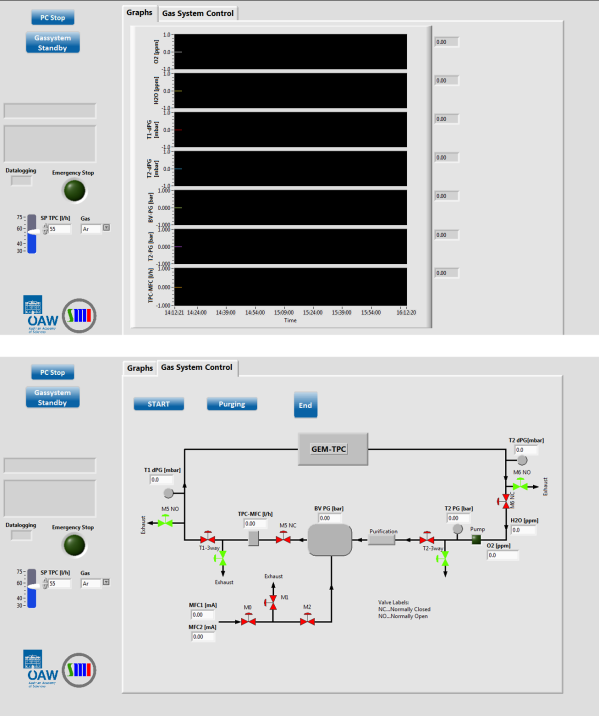 PC Stop
Gassystem
Standby
Datalogging
Emergency Stop
SP TPC [l/h]
Gas
75
60
40
30
55
Ar
ÖAW
Graphs
Gas System Control
O2 [ppm]
1.0
0.0
-1.0
H2O [ppm]
1.0
0.0
-1.0
T1-dPG
[mbar]
1.0
0.0
-1.0
T2-dPG
[mbar]
1.0
0.0
-1.0
BV-PG [bar]
1.000
0.000
-1.000
T2-PG [bar]
1.000
0.000
-1.000
TPC-MFC [l/h]
1.000
0.000
-1.000
14:12:21 14:24:00 14:39:00 14:54:00 15:09:00 15:24:00 15:39:00 15:54:00 16:12:20
Time
0.00
0.00
0.00
0.00
0.00
0.00
0.00
PC Stop
Gassystem
Standby
Datalogging
Emergency Stop
SP TPC [l/h]
Gas
75
60
40
30
55
Ar
ÖAW
Graphs
Gas System Control
START
Purging
End
GEM-TPC
T1 dPG [mbar]
0.0
T2 dPG[mbar]
0.0
M6 NO
Exhaust
M6 NC
M5 NO
Exhaust
TPC-MFC [l/h]
0.00
M5 NC
BV PG [bar]
0.00
Purification
T2 PG [bar]
0.00
Pump
H2O [ppm]
0.0
O2 [ppm]
0.0
T1-3way
T2-3way
Exhaust
Exhaust
M1
MFC1 [mA]
0.00
M0
M2
MFC2 [mA]
0.00
Valve Labels:
NC...Normally Closed
NO...Normally Open